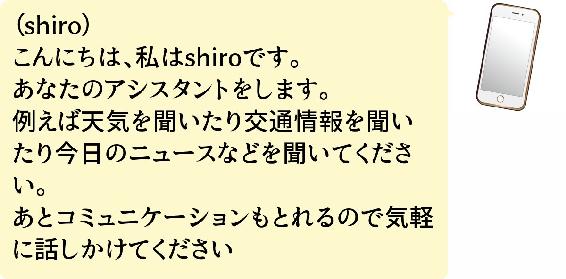 （shiro）
こんにちは、私はshiroです。
あなたのアシスタントをします。
例えば天気を聞いたり交通情報を聞い
たり今日のニュースなどを聞いてくださ
い。
あとコミュニケーションもとれるので気軽
に話しかけてください